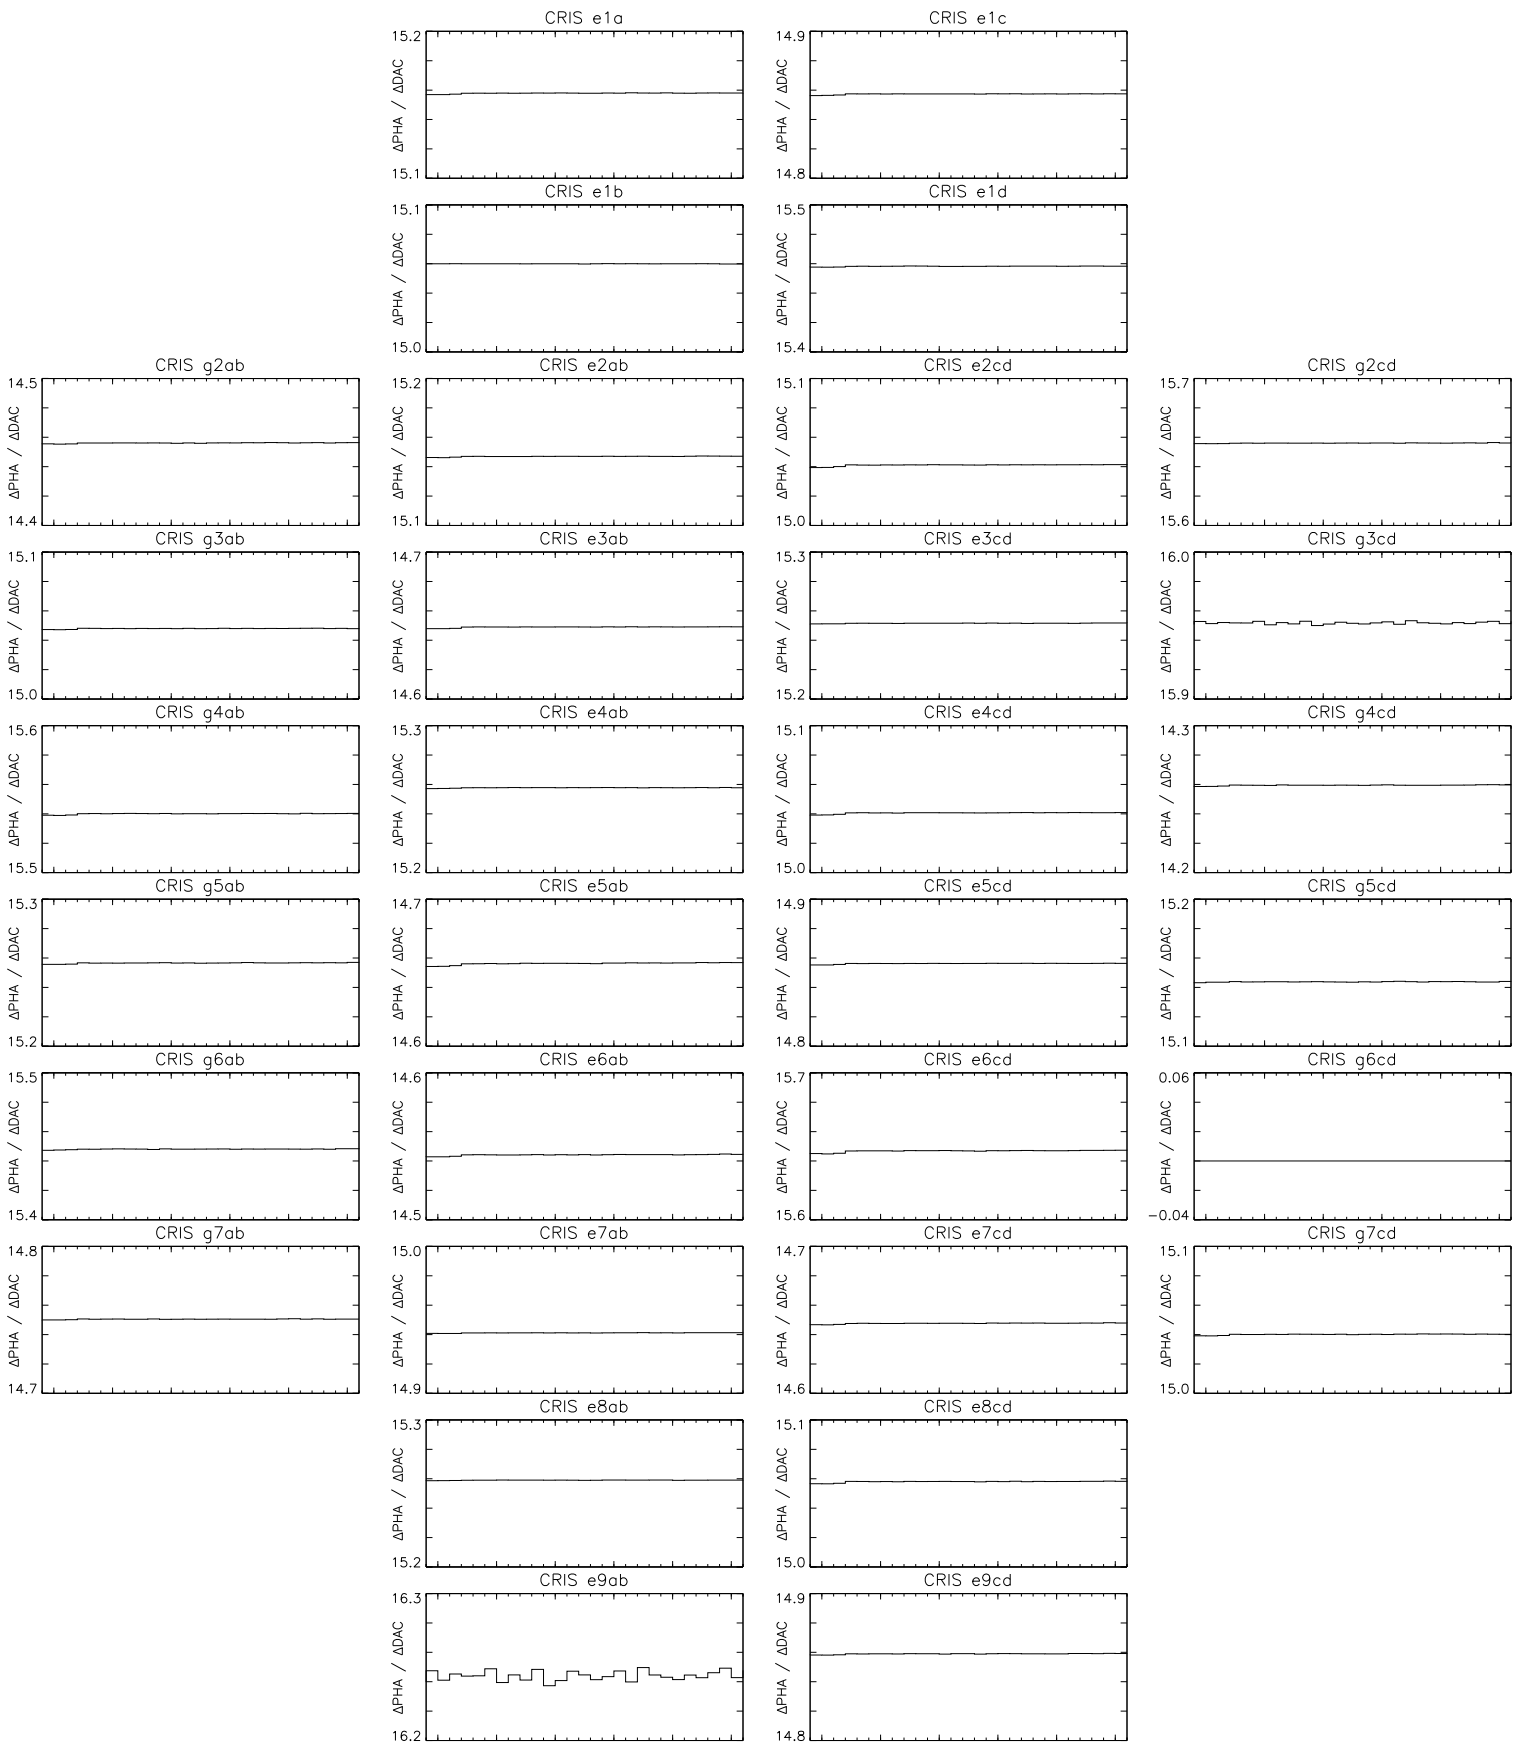 CRIS e1a
15.2
ΔPHA / ΔDAC
15.1
CRIS e1c
14.9
ΔPHA / ΔDAC
14.8
CRIS e1b
15.1
ΔPHA / ΔDAC
15.0
CRIS e1d
15.5
ΔPHA / ΔDAC
15.4
CRIS g2ab
14.5
ΔPHA / ΔDAC
14.4
CRIS e2ab
15.2
ΔPHA / ΔDAC
15.1
CRIS e2cd
15.1
ΔPHA / ΔDAC
15.0
CRIS g2cd
15.7
ΔPHA / ΔDAC
15.6
CRIS g3ab
15.1
ΔPHA / ΔDAC
15.0
CRIS e3ab
14.7
ΔPHA / ΔDAC
14.6
CRIS e3cd
15.3
ΔPHA / ΔDAC
15.2
CRIS g3cd
16.0
ΔPHA / ΔDAC
15.9
CRIS g4ab
15.6
ΔPHA / ΔDAC
15.5
CRIS e4ab
15.3
ΔPHA / ΔDAC
15.2
CRIS e4cd
15.1
ΔPHA / ΔDAC
15.0
CRIS g4cd
14.3
ΔPHA / ΔDAC
14.2
CRIS g5ab
15.3
ΔPHA / ΔDAC
15.2
CRIS e5ab
14.7
ΔPHA / ΔDAC
14.6
CRIS e5cd
14.9
ΔPHA / ΔDAC
14.8
CRIS g5cd
15.2
ΔPHA / ΔDAC
15.1
CRIS g6ab
15.5
ΔPHA / ΔDAC
15.4
CRIS e6ab
14.6
ΔPHA / ΔDAC
14.5
CRIS e6cd
15.7
ΔPHA / ΔDAC
15.6
CRIS g6cd
0.06
ΔPHA / ΔDAC
−0.04
CRIS g7ab
14.8
ΔPHA / ΔDAC
14.7
CRIS e7ab
15.0
ΔPHA / ΔDAC
14.9
CRIS e7cd
14.7
ΔPHA / ΔDAC
14.6
CRIS g7cd
15.1
ΔPHA / ΔDAC
15.0
CRIS e8ab
15.3
ΔPHA / ΔDAC
15.2
CRIS e8cd
15.1
ΔPHA / ΔDAC
15.0
CRIS e9ab
16.3
ΔPHA / ΔDAC
16.2
CRIS e9cd
14.9
ΔPHA / ΔDAC
14.8